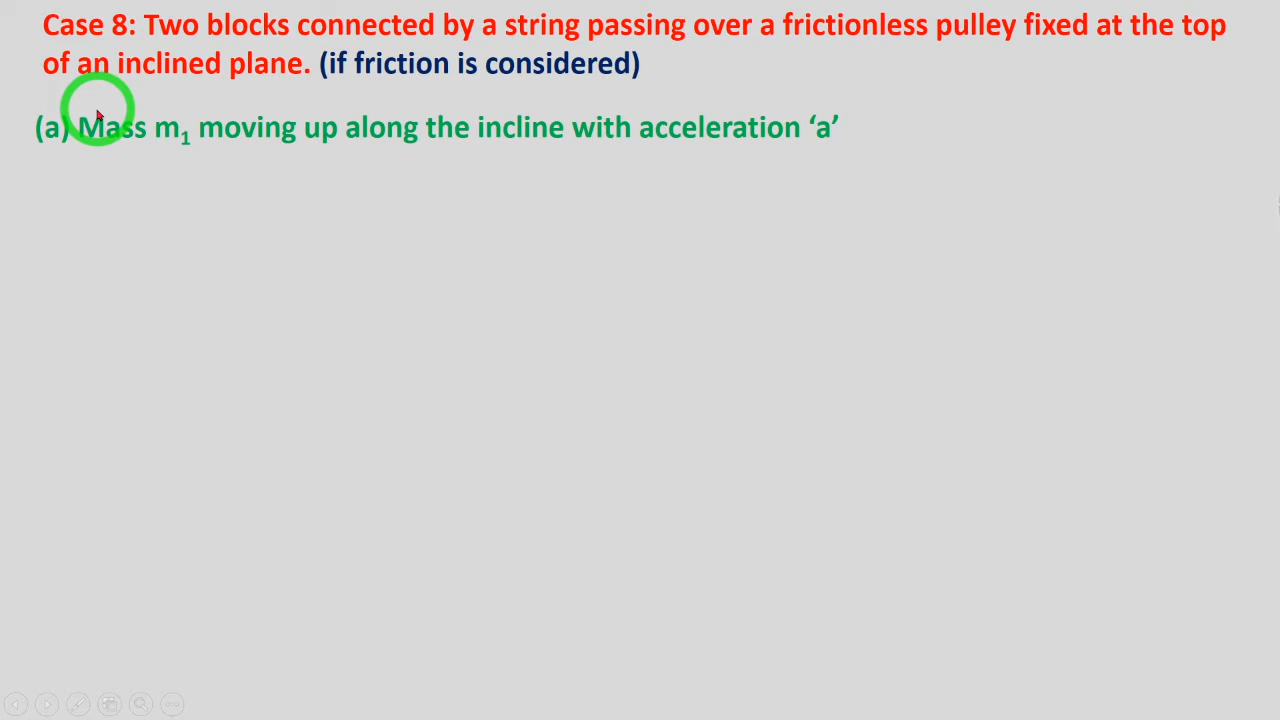 Case 8: Two blocks connected by a string passing over a frictionless pulley fixed at the top
of an inclined plane. (if friction is considered)
(a) Mass m₁ moving up along the incline with acceleration ‘a’